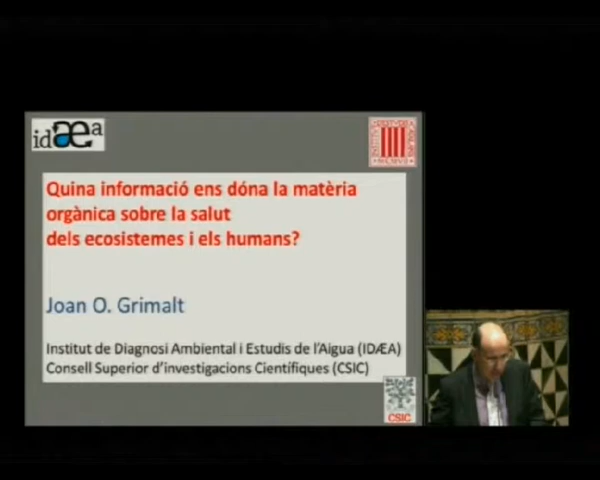 idæa
Quina informació ens dóna la matèria
orgànica sobre la salut
dels ecosistemes i els humans?
Joan O. Grimalt
Institut de Diagnosi Ambiental i Estudis de l'Aigua (IDÆA)
Consell Superior d'investigacions Científiques (CSIC)
CSIC